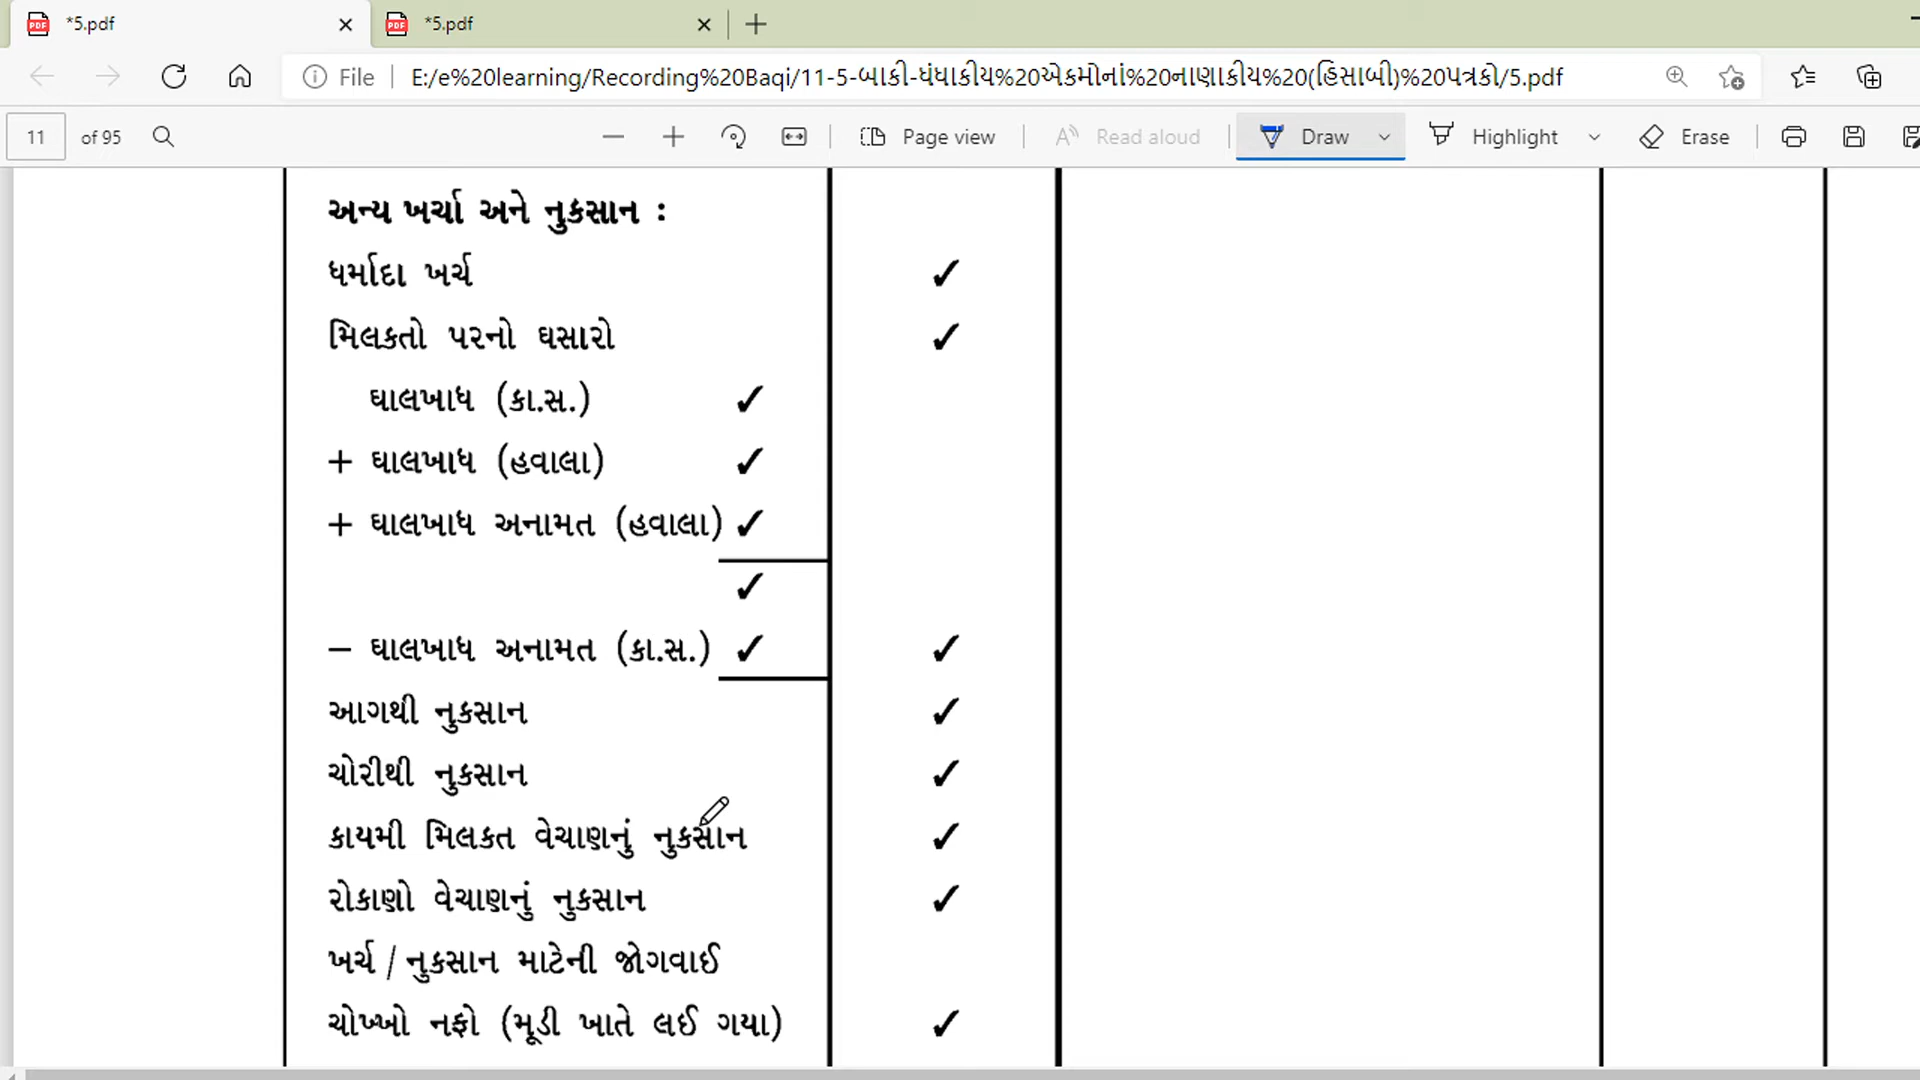 *5.pdf
*5.pdf
File E:/e%20learning/Recording%20Baqi/11-5-બાકી-ધંધાકીય%20એકમોનાં%20નાણાકીય%20(હિસાબી)%20પત્રકો/5.pdf
11 of 95 Page view Read aloud Draw Highlight Erase
અન્ય ખર્ચા અને નુકસાન :
ધર્માદા ખર્ચ ✓
મિલકતો પરનો ઘસારો ✓
ઘાલખાધ (કા.સ.) ✓
+ ઘાલખાધ (હવાલા) ✓
+ ઘાલખાધ અનામત (હવાલા) ✓
✓
– ઘાલખાધ અનામત (કા.સ.) ✓ ✓
આગથી નુકસાન ✓
ચોરીથી નુકસાન ✓
કાયમી મિલકત વેચાણનું નુકસાન ✓
રોકાણો વેચાણનું નુકસાન ✓
ખર્ચ / નુકસાન માટેની જોગવાઈ
ચોખ્ખો નફો (મૂડી ખાતે લઈ ગયા) ✓